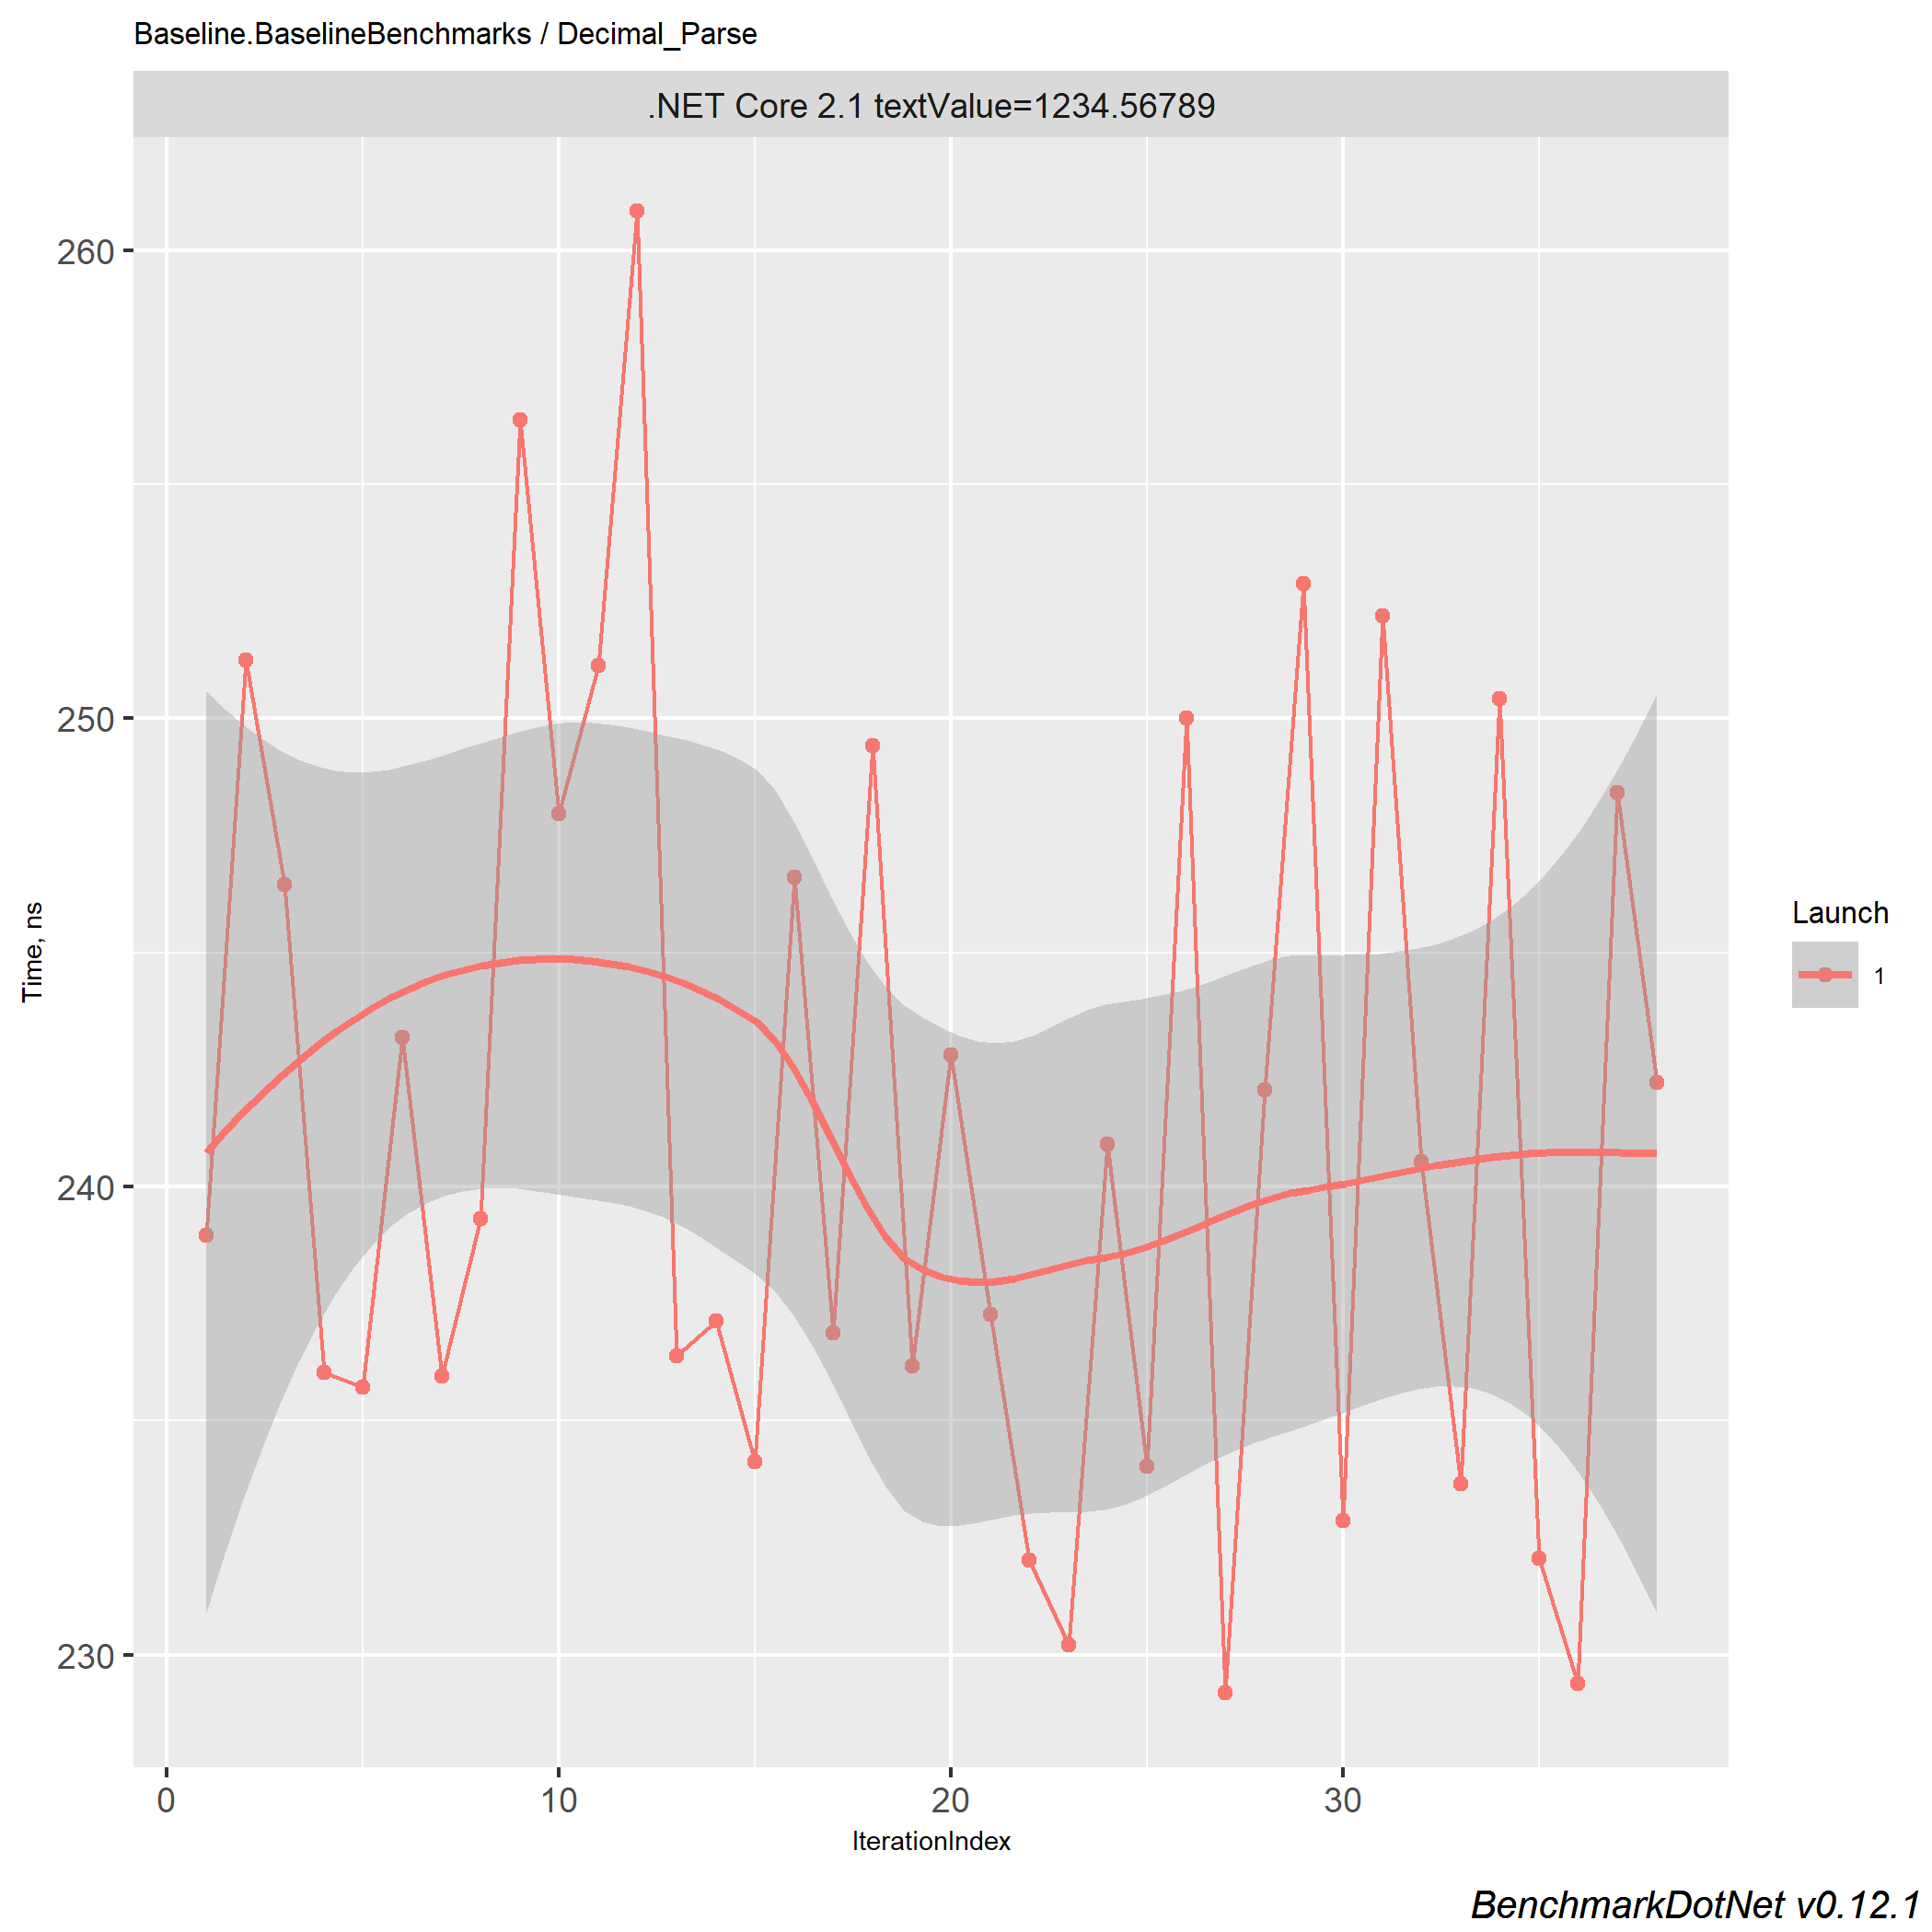 Baseline.BaselineBenchmarks / Decimal_Parse
.NET Core 2.1 textValue=1234.56789
260
250
240
230
Time, ns
0 10 20 30
IterationIndex
Launch
1
BenchmarkDotNet v0.12.1